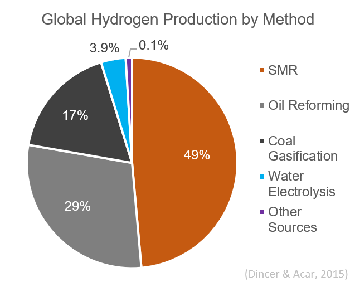 Global Hydrogen Production by Method
3.9%
0.1%
17%
49%
29%
SMR
Oil Reforming
Coal
Gasification
Water
Electrolysis
Other
Sources
(Dincer & Acar, 2015)